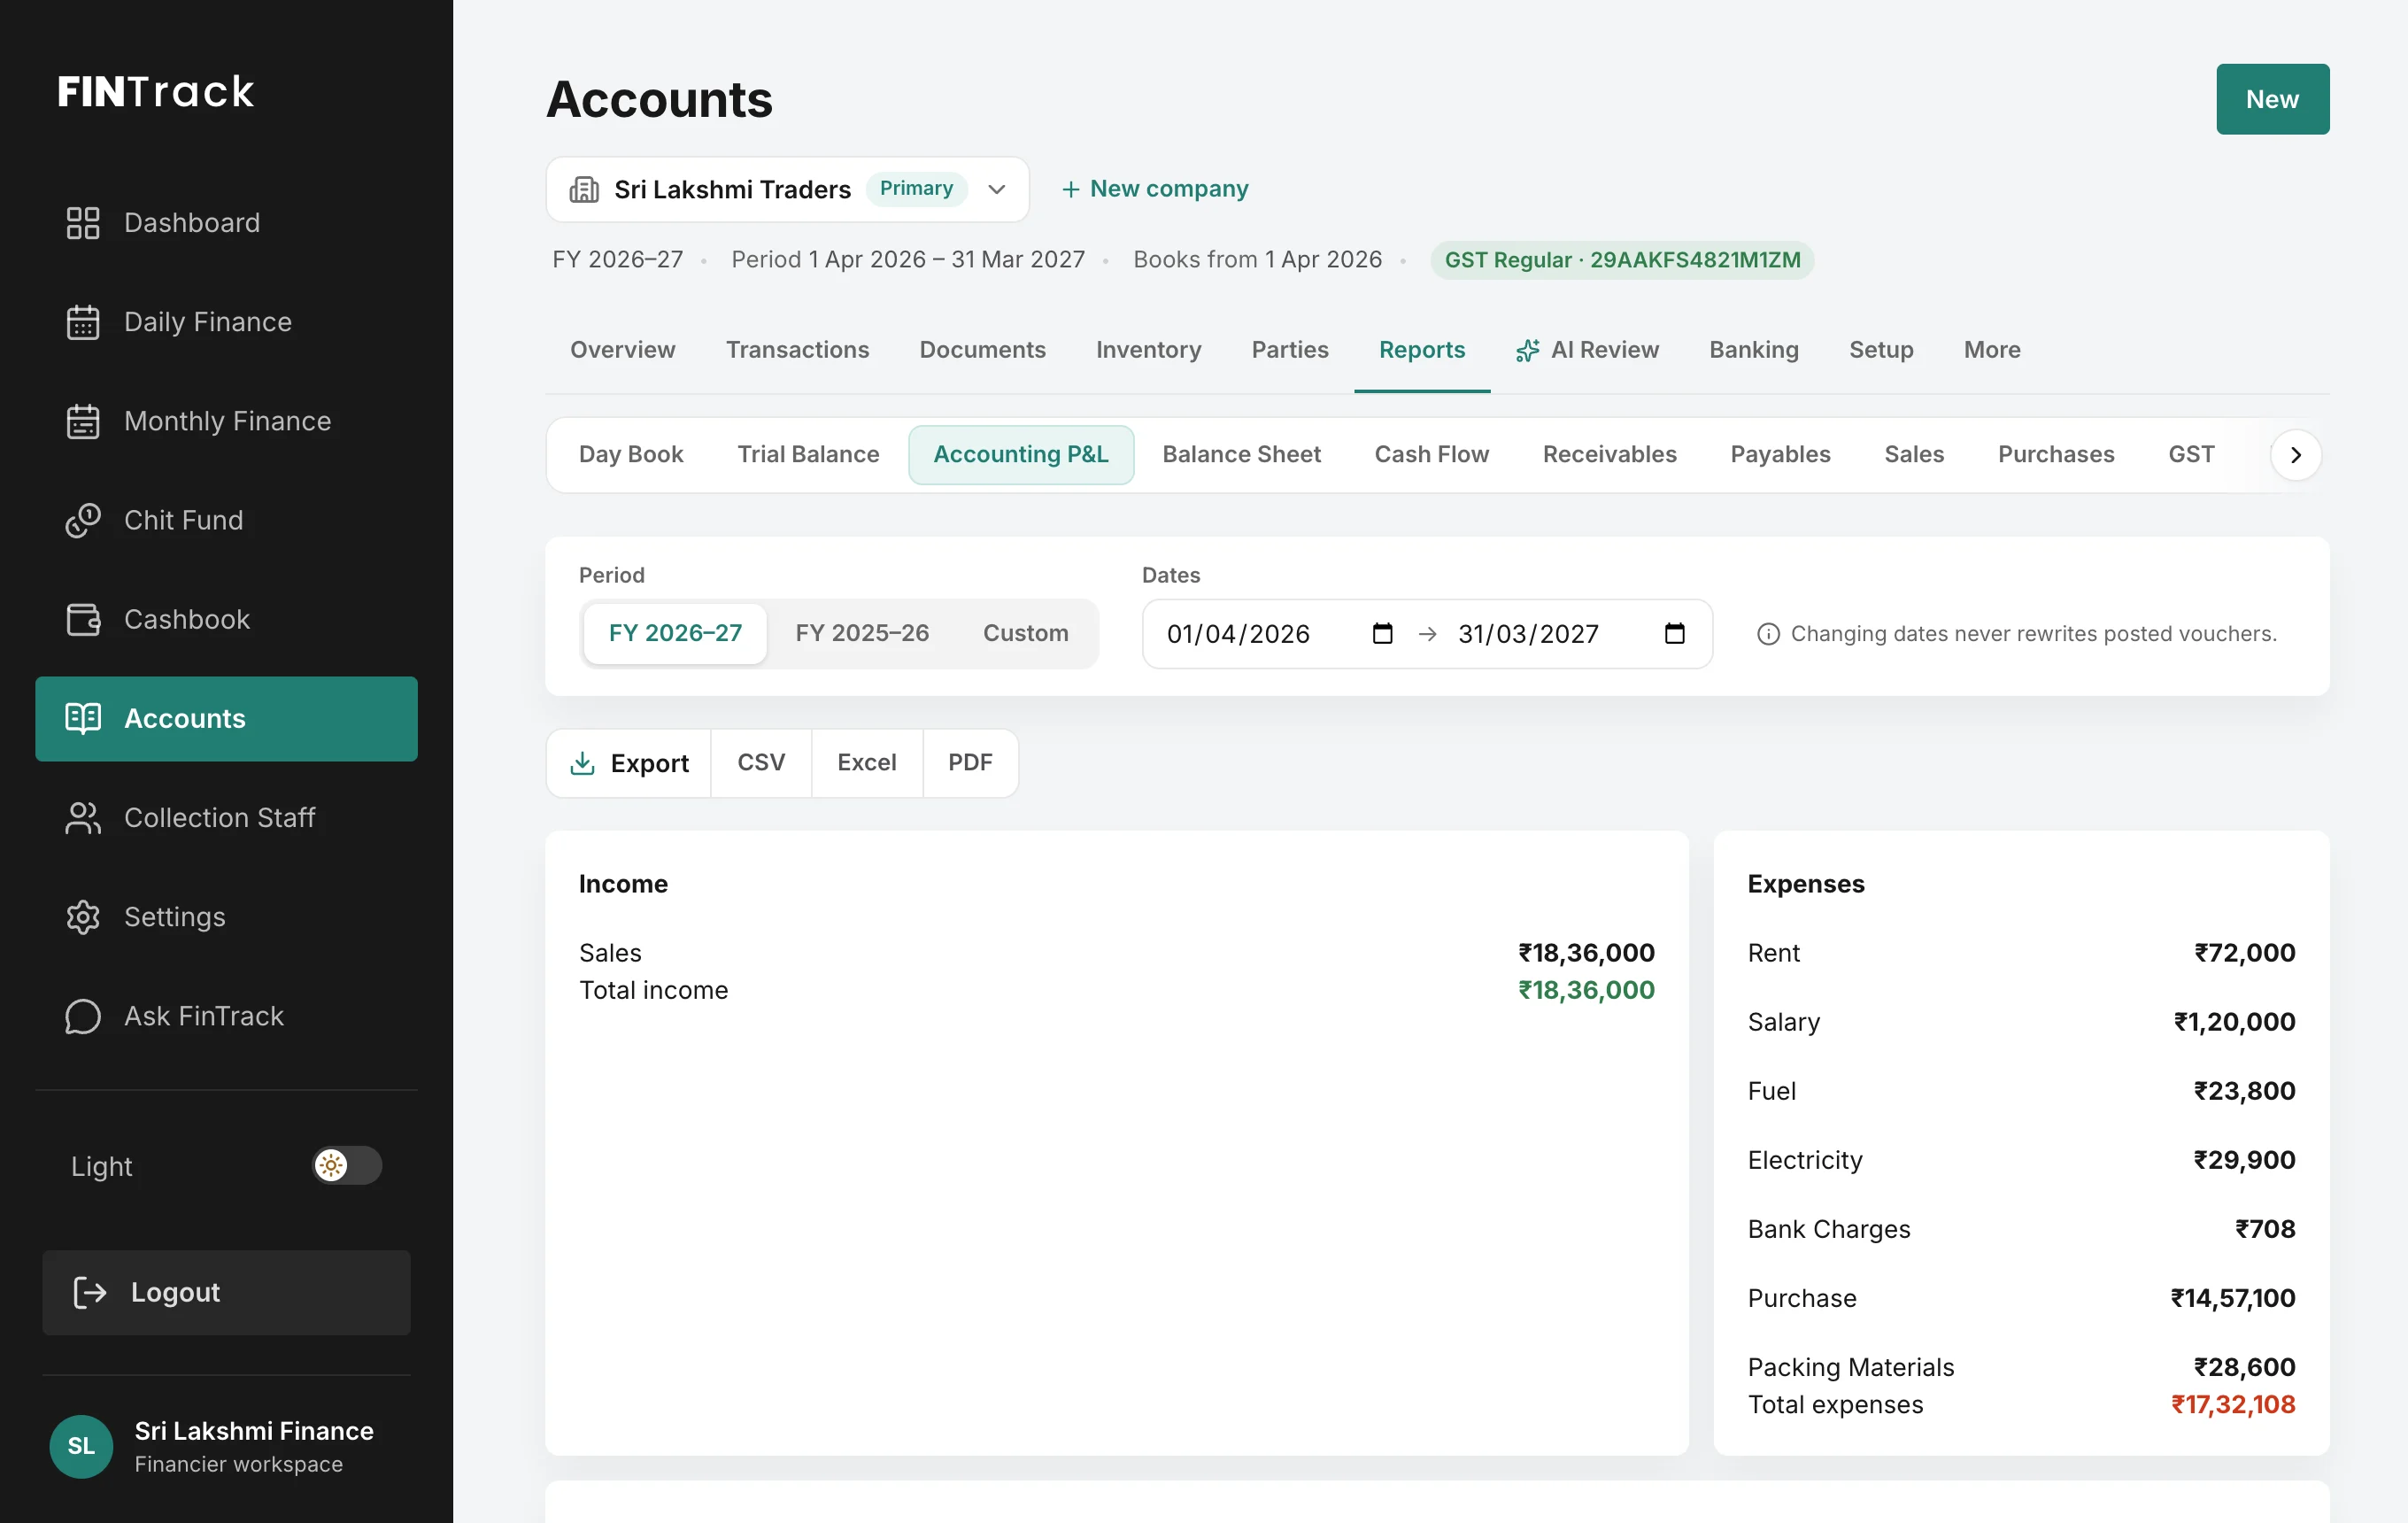 FINTrack
Dashboard
Daily Finance
Monthly Finance
Chit Fund
Cashbook
Accounts
Collection Staff
Settings
Ask FinTrack
Light
Logout
SL
Sri Lakshmi Finance
Financier workspace
Accounts
New
Sri Lakshmi Traders Primary
+ New company
FY 2026–27 • Period 1 Apr 2026 – 31 Mar 2027 • Books from 1 Apr 2026 • GST Regular · 29AAKFS4821M1ZM
Overview Transactions Documents Inventory Parties Reports AI Review Banking Setup More
Day Book Trial Balance Accounting P&L Balance Sheet Cash Flow Receivables Payables Sales Purchases GST
Period
FY 2026–27 FY 2025–26 Custom
Dates
01/04/2026 → 31/03/2027
Changing dates never rewrites posted vouchers.
Export CSV Excel PDF
Income
Sales ₹18,36,000
Total income ₹18,36,000
Expenses
Rent ₹72,000
Salary ₹1,20,000
Fuel ₹23,800
Electricity ₹29,900
Bank Charges ₹708
Purchase ₹14,57,100
Packing Materials ₹28,600
Total expenses ₹17,32,108